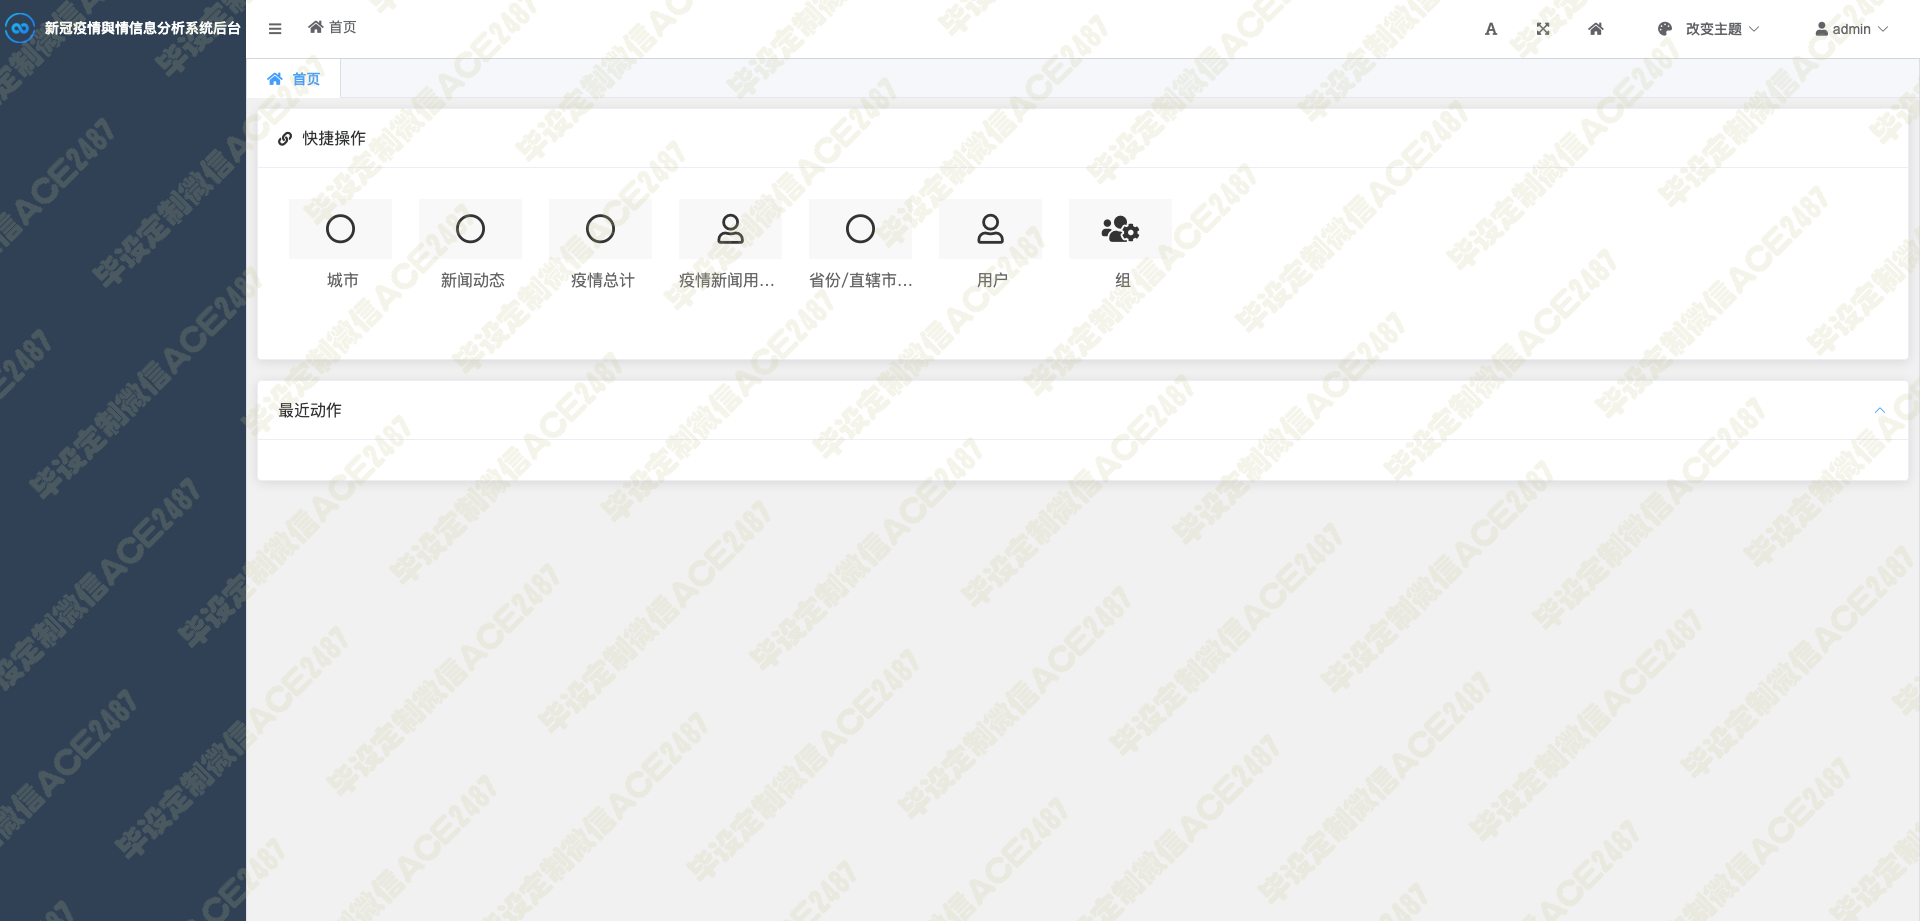 新冠疫情舆情信息分析系统后台
首页
改变主题
admin
首页
快捷操作
城市
新闻动态
疫情总计
疫情新闻用...
省份/直辖市...
用户
组
最近动作
毕设定制微信ACE2487